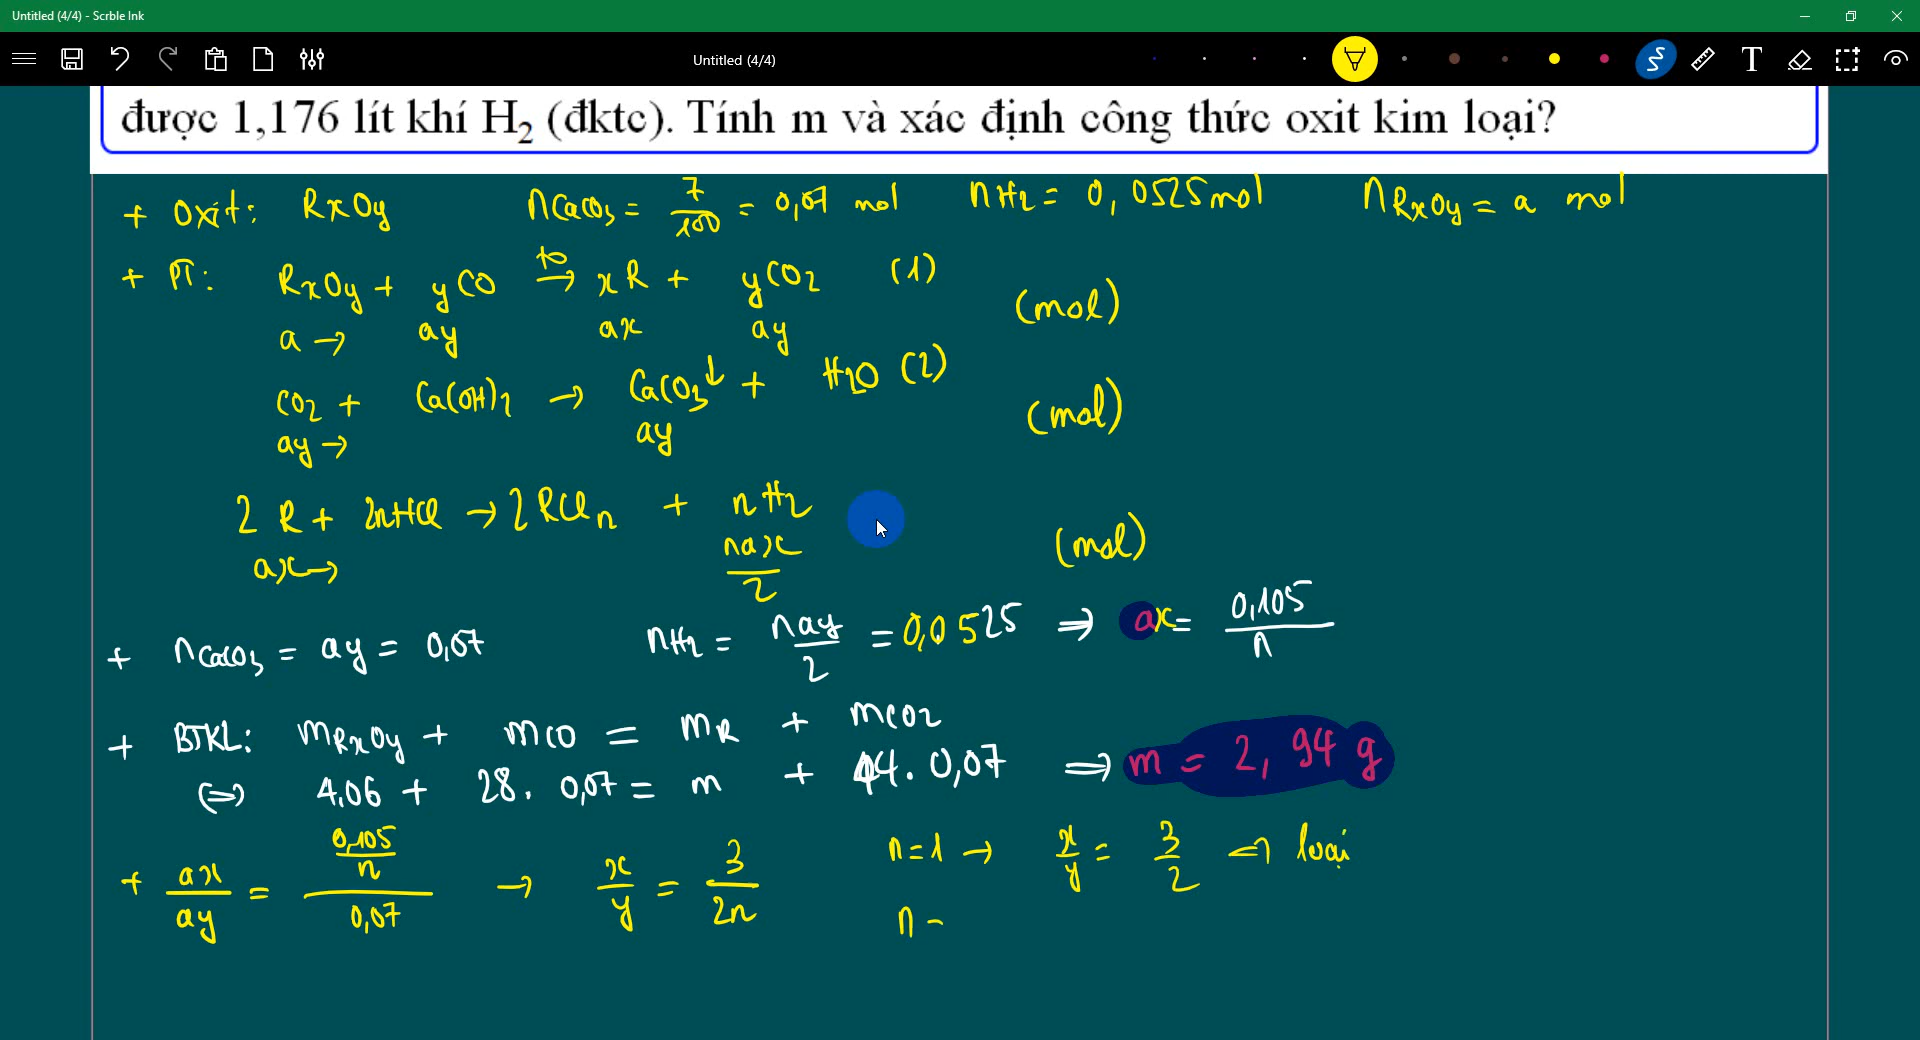 Untitled (4/4) - Scrble Ink
Untitled (4/4)
T
được 1,176 lít khí H₂ (đktc). Tính m và xác định công thức oxit kim loại?
+ Oxit: RxOy nCaCO₃ = 7/100 = 0,07 mol nH₂ = 0,0525 mol nRxOy = a mol
+ PT: RxOy + yCO →(to) xR + yCO₂ (1)
a → ay ax ay (mol)
CO₂ + Ca(OH)₂ → CaCO₃↓ + H₂O (2)
ay → ay (mol)
2R + 2nHCl → 2RCln + nH₂
ax → nax/2 (mol)
+ nCaCO₃ = ay = 0,07 nH₂ = nay/2 = 0,0525 ⇒ ax = 0,105/n
+ BTKL: mRxOy + mCO = mR + mCO₂
⇔ 4.06 + 28. 0,07 = m + 44. 0,07 ⇒ m = 2,94 g
+ ax/ay = (0,105/n)/0,07 → x/y = 3/2n n=1 → x/y = 3/2 ⇐ loại
n -